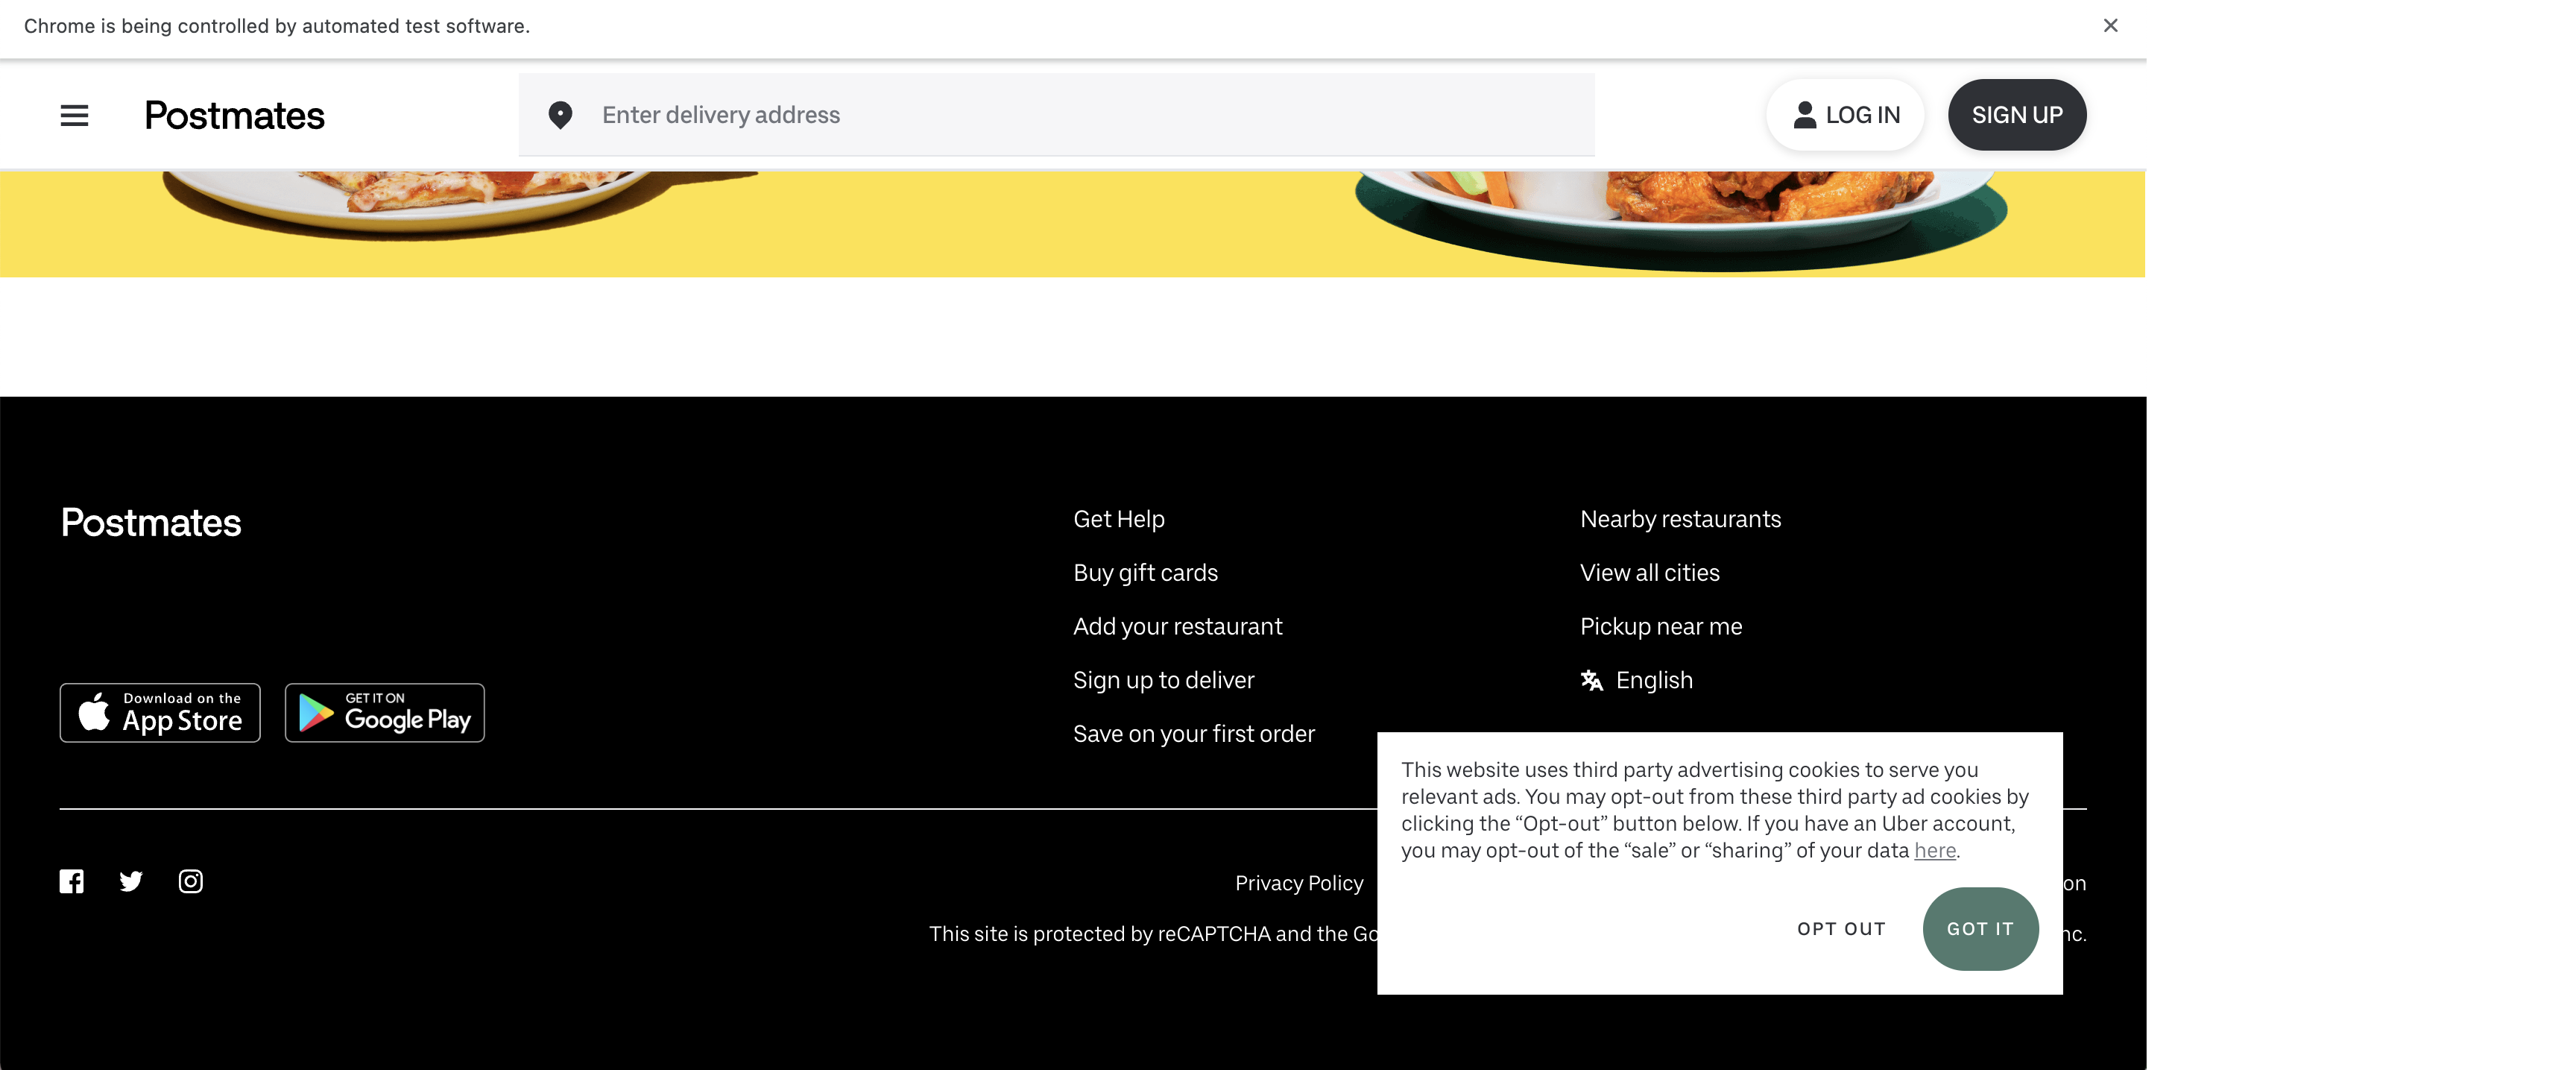 Chrome is being controlled by automated test software.
Postmates
Enter delivery address
LOG IN
SIGN UP
Postmates
Get Help
Buy gift cards
Add your restaurant
Sign up to deliver
Save on your first order
Nearby restaurants
View all cities
Pickup near me
English
Download on the
App Store
GET IT ON
Google Play
This website uses third party advertising cookies to serve you
relevant ads. You may opt-out from these third party ad cookies by
clicking the “Opt-out” button below. If you have an Uber account,
you may opt-out of the “sale” or “sharing” of your data here.
OPT OUT
GOT IT
Privacy Policy
This site is protected by reCAPTCHA and the